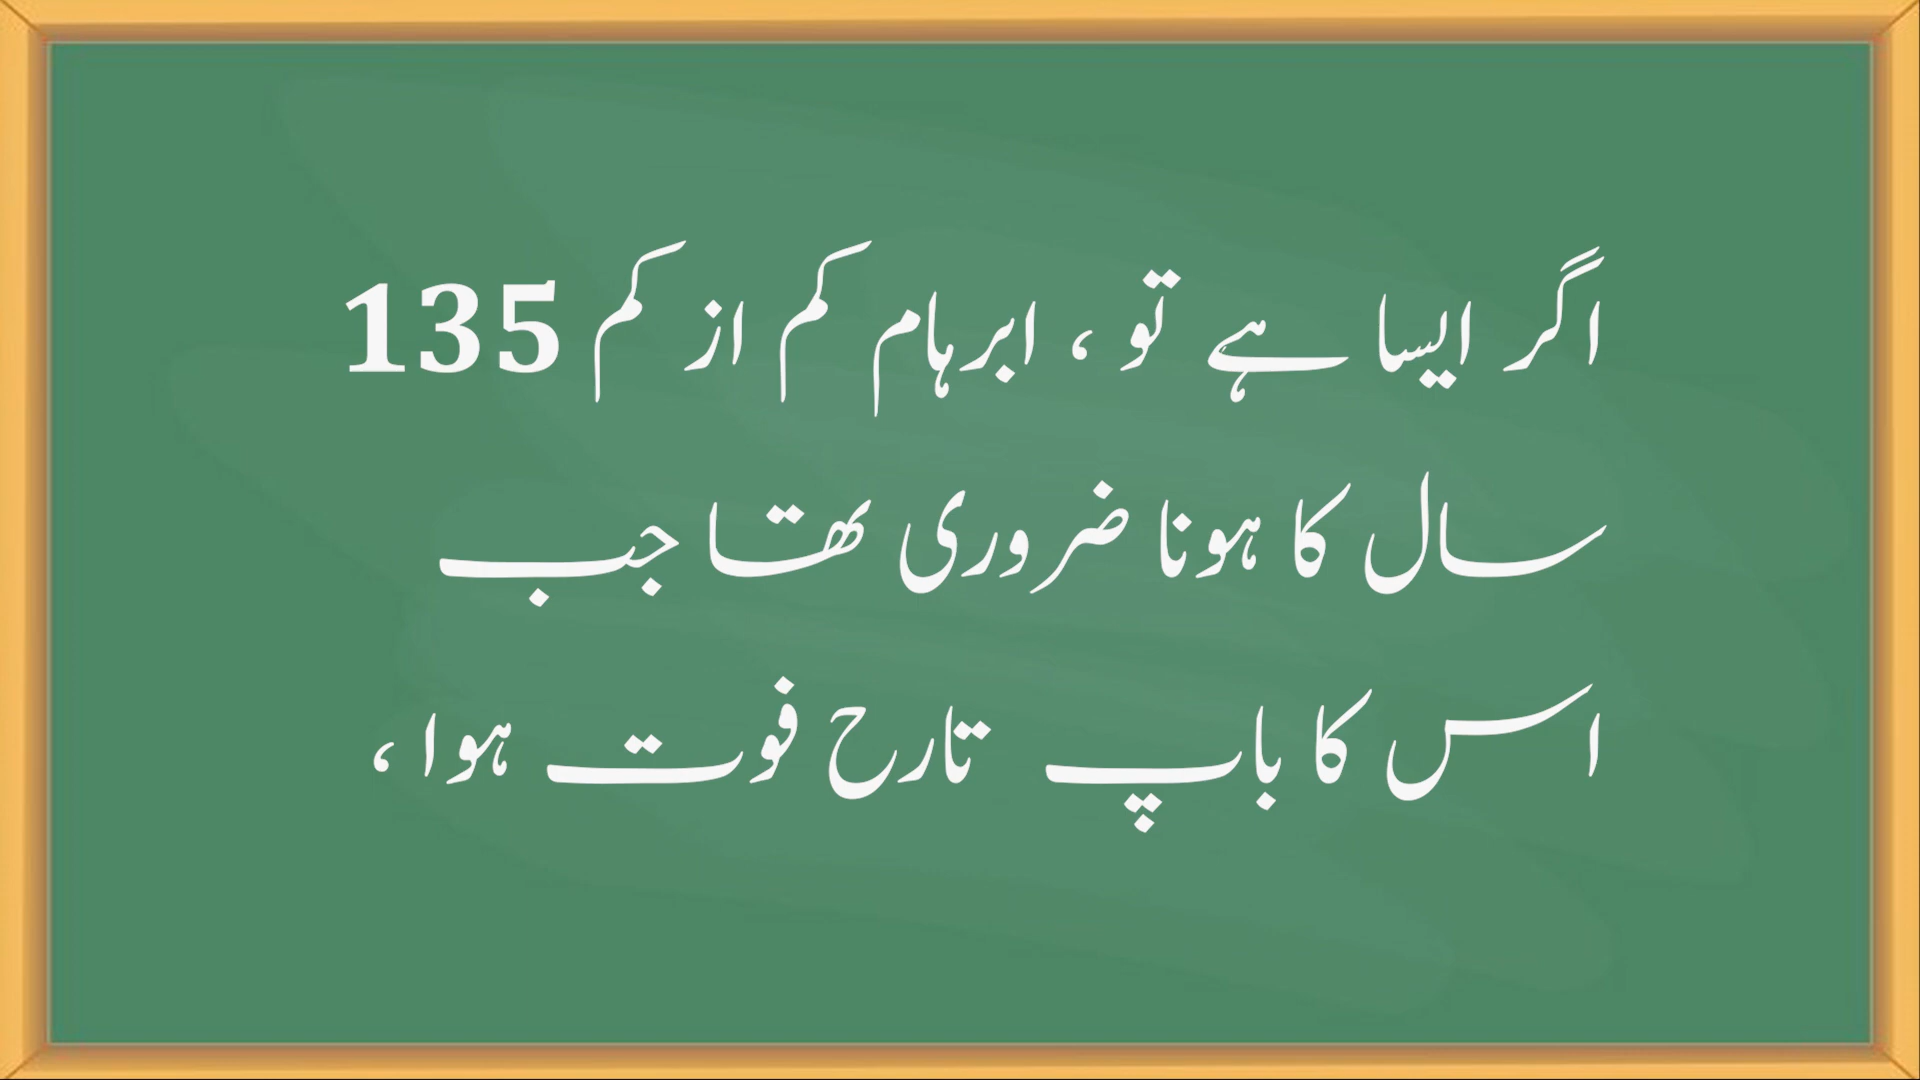 اگر ایسا ہے تو ، ابرہام کم از کم 135
سال کا ہونا ضروری تھا جب
اس کا باپ تارح فوت ہوا ،